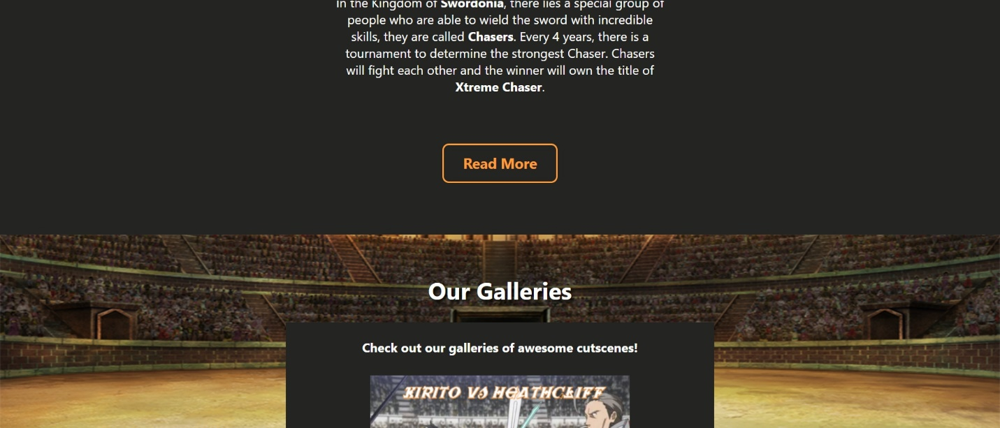 In the Kingdom of Swordonia, there lies a special group of
people who are able to wield the sword with incredible
skills, they are called Chasers. Every 4 years, there is a
tournament to determine the strongest Chaser. Chasers
will fight each other and the winner will own the title of
Xtreme Chaser.
Read More
Our Galleries
Check out our galleries of awesome cutscenes!
KIRITO VS HEATHCLIFF